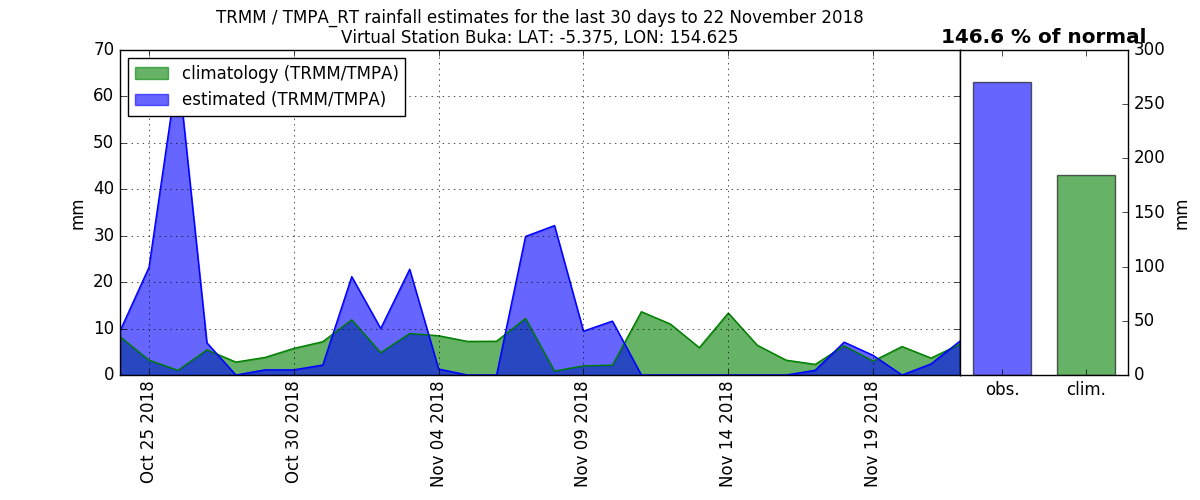 TRMM / TMPA_RT rainfall estimates for the last 30 days to 22 November 2018
Virtual Station Buka: LAT: -5.375, LON: 154.625
146.6 % of normal
climatology (TRMM/TMPA)
estimated (TRMM/TMPA)
70
60
50
40
30
20
10
0
mm
Oct 25 2018
Oct 30 2018
Nov 04 2018
Nov 09 2018
Nov 14 2018
Nov 19 2018
obs.
clim.
300
250
200
150
100
50
0
mm